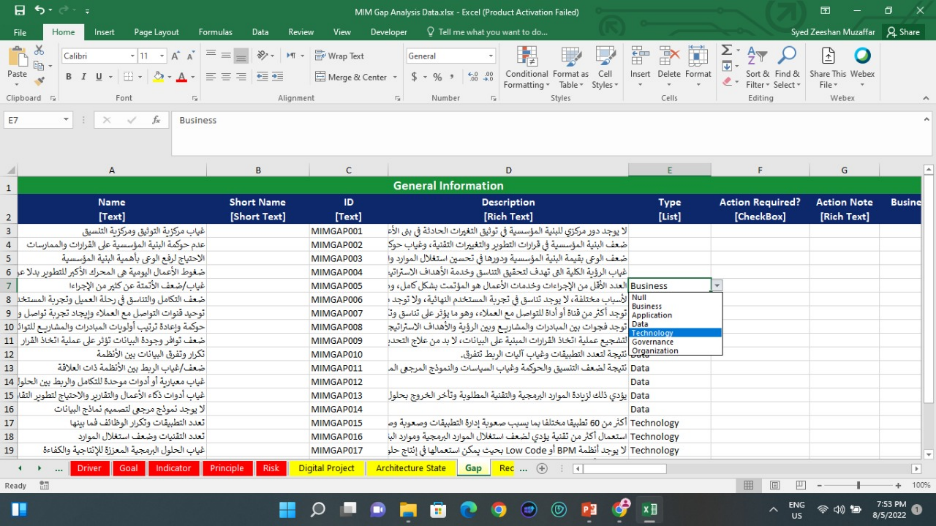 MIM Gap Analysis Data.xlsx - Excel (Product Activation Failed)
File Home Insert Page Layout Formulas Data Review View Developer Tell me what you want to do... Syed Zeeshan Muzaffar Share
Paste Calibri 11 Wrap Text General Conditional Formatting Format as Table Cell Styles Insert Delete Format Sort & Filter Find & Select Share This File Webex
B I U Merge & Center $ % ,
Clipboard Font Alignment Number Styles Cells Editing Webex
E7 fx Business
A B C D E F G
1 General Information
2 Name [Text] Short Name [Short Text] ID [Text] Description [Rich Text] Type [List] Action Required? [CheckBox] Action Note [Rich Text] Busine
3 غياب مركزية التوثيق ومركزية التنسيق MIMGAP001 لا يوجد دور مركزي للبنية المؤسسية في توثيق التغيرات الحادثة في بنى الأع
4 عدم حوكمة البنية المؤسسية على القرارات والممارسات MIMGAP002 ضعف البنية المؤسسية في قرارات التطوير والتغييرات التقنية، وغياب حوك
5 الاحتياج لرفع الوعي بأهمية البنية المؤسسية MIMGAP003 ضعف الوعي بقيمة البنية المؤسسية ودورها في تحسين استغلال الموارد وا
6 ضغوط الأعمال اليومية هي المحرك الأكبر للتطوير بدلا عن MIMGAP004 غياب الرؤية الكلية التي تهدف لتحقيق التناسق وخدمة الأهداف الاستراتيج
7 غياب/ضعف الأتمتة عن كثير من الإجراءا MIMGAP005 العدد الأقل من الإجراءات وخدمات الأعمال هو المؤتمت بشكل كامل، و Business
8 ضعف التكامل والتناسق في رحلة العميل وتجربة المستخد MIMGAP006 لأسباب مختلفة، لا يوجد تناسق في تجربة المستخدم النهائية، ولا توجد
9 توحيد قنوات التواصل مع العملاء وإيجاد تجربة تواصل و MIMGAP007 توجد أكثر من قناة أو أداة للتواصل مع العملاء، وهو ما يؤثر على تناسق وت
10 حوكمة وإعادة ترتيب أولويات المبادرات والمشاريع للتواف MIMGAP008 توجد فجوات بين المبادرات والمشاريع وبين الرؤية والأهداف الاستراتيج
11 ضعف توافر وجودة البيانات تؤثر على عملية اتخاذ القرار MIMGAP009 لتشجيع عملية اتخاذ القرارات المبنية على البيانات، لا بد من علاج التحدي
12 تكرار وتفرق البيانات بين الأنظمة MIMGAP010 نتيجة لتعدد التطبيقات وغياب آليات الربط تتفرق. Data
13 ضعف/غياب الربط بين الأنظمة ذات العلاقة MIMGAP011 نتيجة لضعف التنسيق والحوكمة وغياب السياسات والنموذج المرجعي الم Data
14 غياب معيارية أو أدوات موحدة للتكامل والربط بين الحلول MIMGAP012 Data
15 غياب أدوات ذكاء الأعمال والتقارير والاحتياج لتطوير التقا MIMGAP013 يؤدي ذلك لزيادة الموارد البرمجية والتقنية المطلوبة وتأخر الخروج بحلول Data
16 لا يوجد نموذج مرجعي لتصميم نماذج البيانات MIMGAP014 Data
17 تعدد التطبيقات وتكرار الوظائف فما بينها MIMGAP015 أكثر من 60 تطبيقا مختلفا بما يسبب صعوبة إدارة التطبيقات وصعوبة وص Technology
18 تعدد التقنيات وضعف استغلال الموارد MIMGAP016 استعمال أكثر من تقنية يؤدي لضعف استغلال الموارد البرمجية وموارد البن Technology
19 غياب الحلول البرمجية المعززة للإنتاجية والكفاءة MIMGAP017 لا يوجد أنظمة BPM أو Low Code بحيث يمكن استعمالها في إنتاج حلو Technology
Null
Business
Application
Data
Technology
Governance
Organization
... Driver Goal Indicator Principle Risk Digital Project Architecture State Gap Rec ...
Ready 100%
ENG US 7:53 PM 8/5/2022